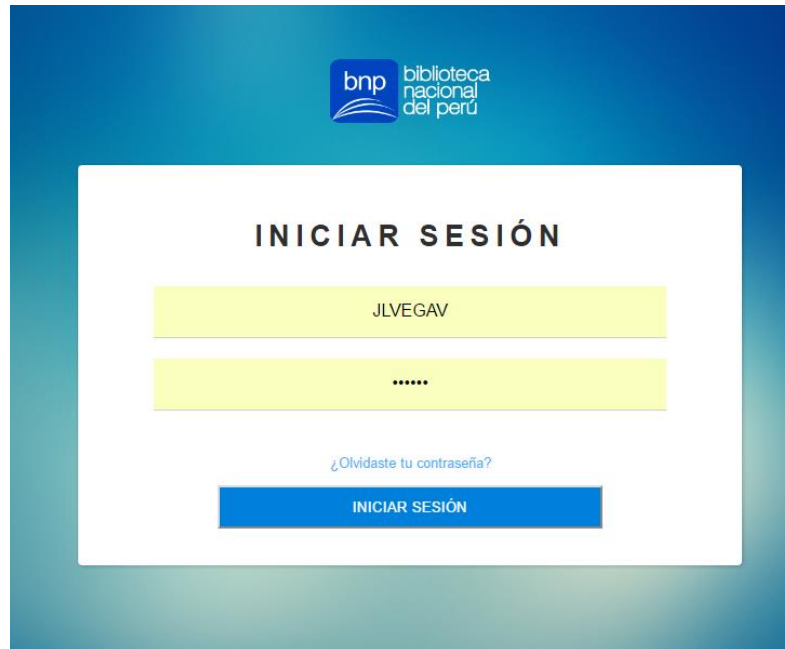 bnp
biblioteca
nacional
del perú
INICIAR SESIÓN
JLVEGAV
••••••
¿Olvidaste tu contraseña?
INICIAR SESIÓN